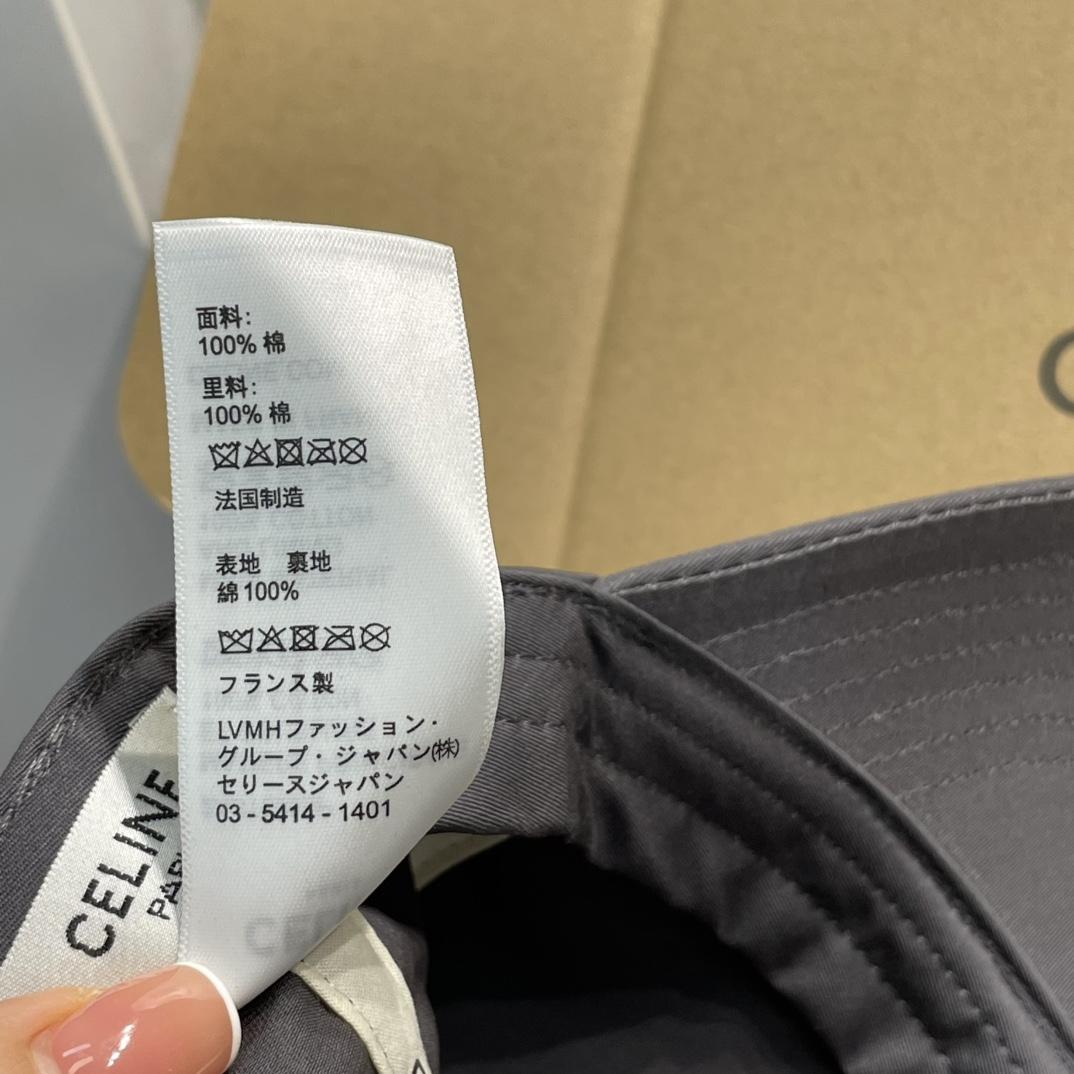 面料:
100% 棉
里料:
100% 棉
法国制造
表地　裏地
綿100%
フランス製
LVMHファッション・
グループ・ジャパン(株)
セリーヌジャパン
03 - 5414 - 1401
CELINE